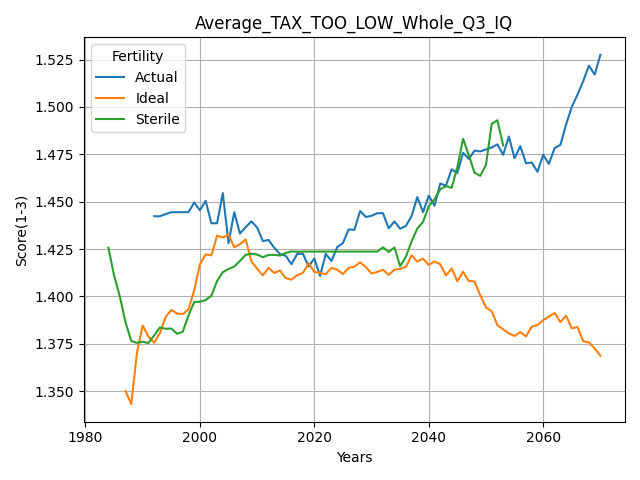 Average_TAX_TOO_LOW_Whole_Q3_IQ
Fertility
Actual
Ideal
Sterile
Score(1-3)
1.525
1.500
1.475
1.450
1.425
1.400
1.375
1.350
1980
2000
2020
2040
2060
Years